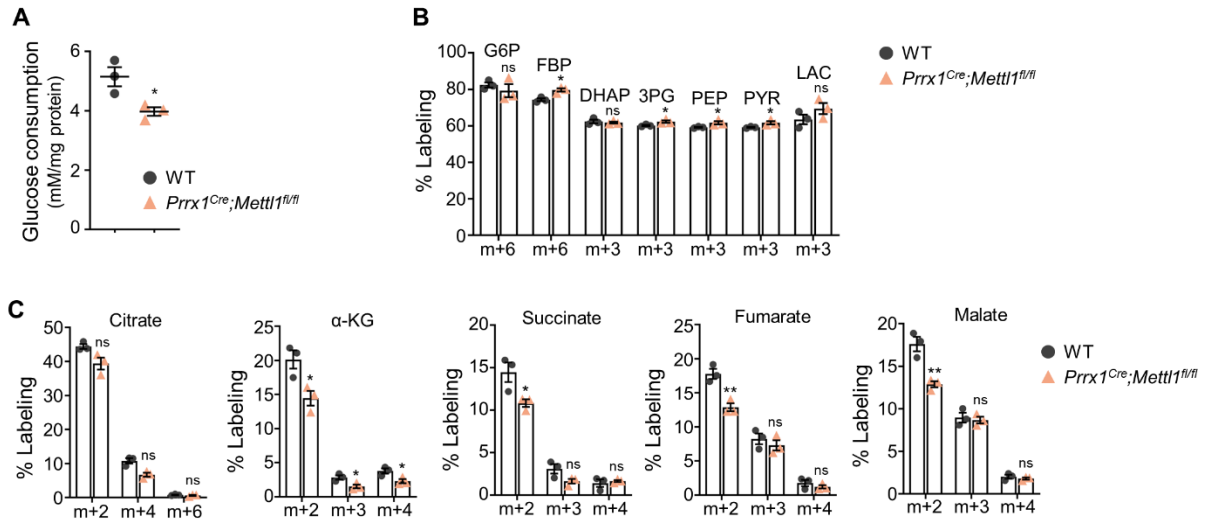 A
Glucose consumption
(mM/mg protein)
6
4
2
0
*
WT
Prrx1Cre;Mettl1fl/fl
B
% Labeling
100
80
60
40
20
0
G6P
ns
FBP
*
DHAP
ns
3PG
*
PEP
*
PYR
*
LAC
ns
m+6 m+6 m+3 m+3 m+3 m+3 m+3
WT
Prrx1Cre;Mettl1fl/fl
C
Citrate
% Labeling
50
40
30
20
10
0
ns
ns
ns
m+2 m+4 m+6
α-KG
% Labeling
25
20
15
10
5
0
*
*
*
m+2 m+3 m+4
Succinate
% Labeling
20
15
10
5
0
*
ns
ns
m+2 m+3 m+4
Fumarate
% Labeling
25
20
15
10
5
0
**
ns
ns
m+2 m+3 m+4
Malate
% Labeling
20
15
10
5
0
**
ns
ns
m+2 m+3 m+4
WT
Prrx1Cre;Mettl1fl/fl